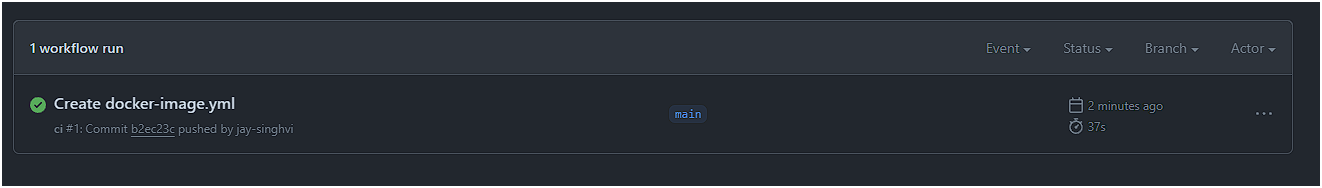 1 workflow run
Event Status Branch Actor
Create docker-image.yml
ci #1: Commit b2ec23c pushed by jay-singhvi
main
2 minutes ago
37s